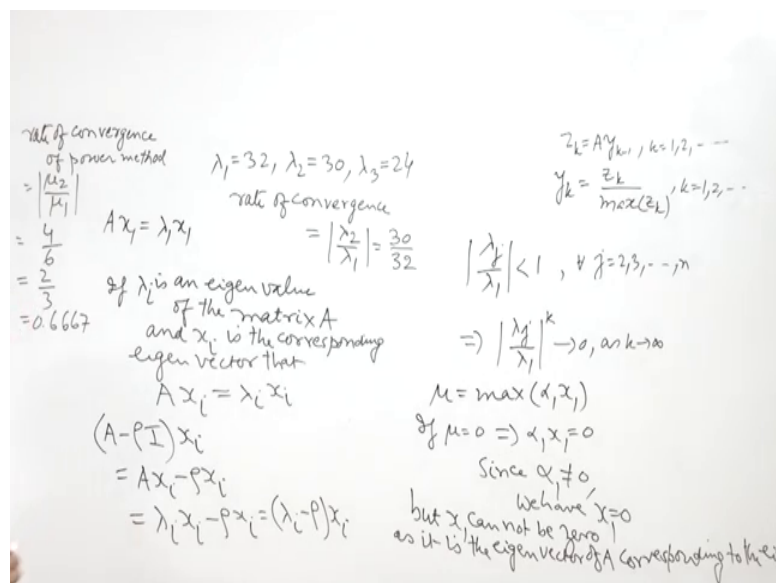 rate of convergence
of power method
= |μ₂/μ₁|
= 4/6
= 2/3
= 0.6667
λ₁=32, λ₂=30, λ₃=24
rate of convergence
= |λ₂/λ₁| = 30/32
Ax₁ = λ₁x₁
If λᵢ is an eigen value
of the matrix A
and xᵢ is the corresponding
eigen vector that
A xᵢ = λᵢ xᵢ
(A-ρI)xᵢ
= Axᵢ-ρxᵢ
= λᵢxᵢ-ρxᵢ=(λᵢ-ρ)xᵢ
zₖ=Ayₖ₋₁, k=1,2,---
yₖ = zₖ/max(zₖ), k=1,2,--
|λⱼ/λ₁| < 1, ∀ j=2,3,--,n
=> |λⱼ/λ₁|ᵏ →0, as k→∞
μ = max(α₁x₁)
If μ=0 => α₁x₁=0
Since α₁≠0,
we have x₁=0
but x₁ cannot be zero
as it is the eigen vector of A corresponding to the ei